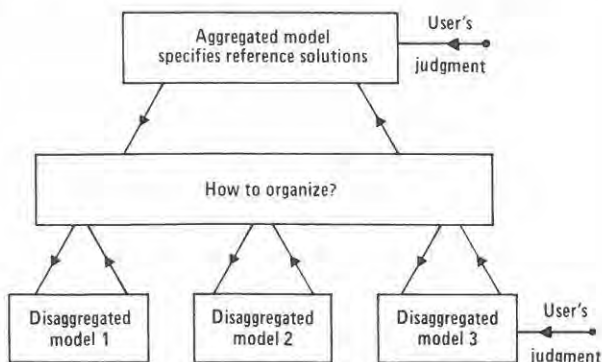 Aggregated model
specifies reference solutions
User's
judgment
How to organize?
Disaggregated
model 1
Disaggregated
model 2
Disaggregated
model 3
User's
judgment